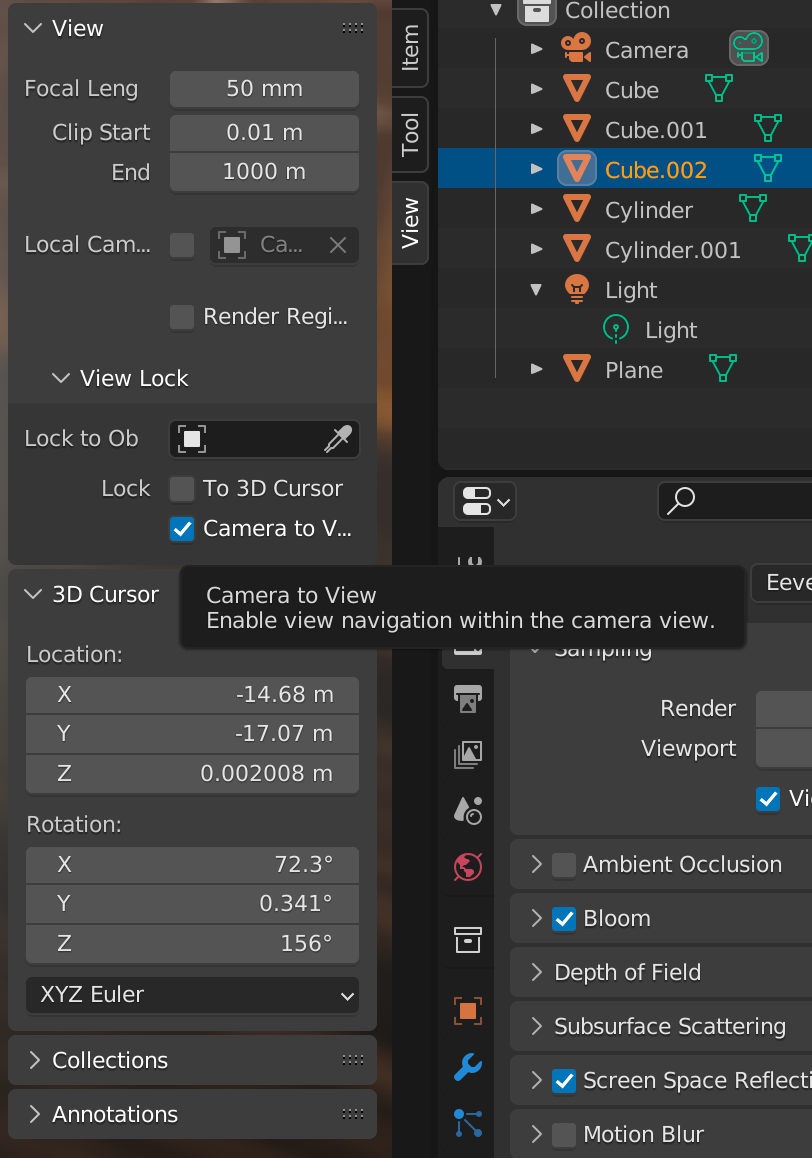 View
Focal Leng 50 mm
Clip Start 0.01 m
End 1000 m
Local Cam... Ca...
Render Regi...
View Lock
Lock to Ob
Lock To 3D Cursor
Camera to V...
3D Cursor
Location:
X -14.68 m
Y -17.07 m
Z 0.002008 m
Rotation:
X 72.3°
Y 0.341°
Z 156°
XYZ Euler
Collections
Annotations
Item
Tool
View
Camera to View
Enable view navigation within the camera view.
Collection
Camera
Cube
Cube.001
Cube.002
Cylinder
Cylinder.001
Light
Light
Plane
Eeve
Sampling
Render
Viewport
Vi
Ambient Occlusion
Bloom
Depth of Field
Subsurface Scattering
Screen Space Reflecti
Motion Blur